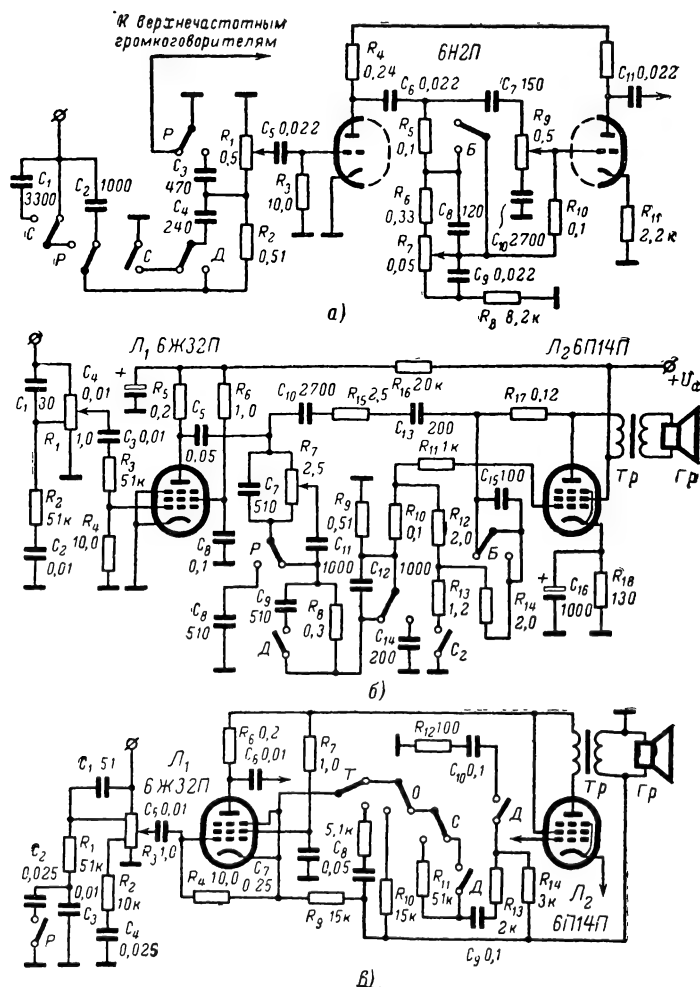 К верхнечастотным
громкоговорителям
6Н2П
R4
0,24
C6 0,022
C7 150
C11 0,022
R9
0,5
P
R1
0,5
C5 0,022
R5
0,1
Б
C1
3300
C2
1000
C3
470
C4
240
R3
10,0
R6
0,33
C8
120
R10
0,1
R11
2,2к
C10 2700
С
Р
С
Д
R2
0,51
R7
0,05
C9 0,022
R8 8,2к
а)
Л1 6Ж32П
Л2 6П14П
+Uа
C4
0,01
R5
0,2
R6
1,0
C10 2700
R15 2,5
R16 20к
C13
200
R17 0,12
C1
30
R1
1,0
C3 0,01
C5
0,05
R7
2,5
R11 1к
Тр
Гр
R3
51к
C7
510
R9
0,51
R10
0,1
R12
2,0
C15 100
R2
51к
R4
10,0
C8
0,1
Р
C11
1000
C12
1000
Б
C2
0,01
C8
510
C9
510
R8
0,3
R13
1,2
R14
2,0
C16
1000
R18
130
Д
C14
200
С2
б)
Л1
6Ж32П
R6 0,2
C6 0,01
R7
1,0
R12 100
C10 0,1
Тр
Гр
C1 51
C5 0,01
Т
О
С
Д
C2
0,025
R1
51к
R3 1,0
5,1к
C8
0,05
0,01
C3
R2
10к
R4 10,0
C7
0,25
R11
51к
Д
R14
3к
Р
C4
0,025
R9 15к
R10
15к
R13
2к
Л2
6П14П
C9 0,1
в)